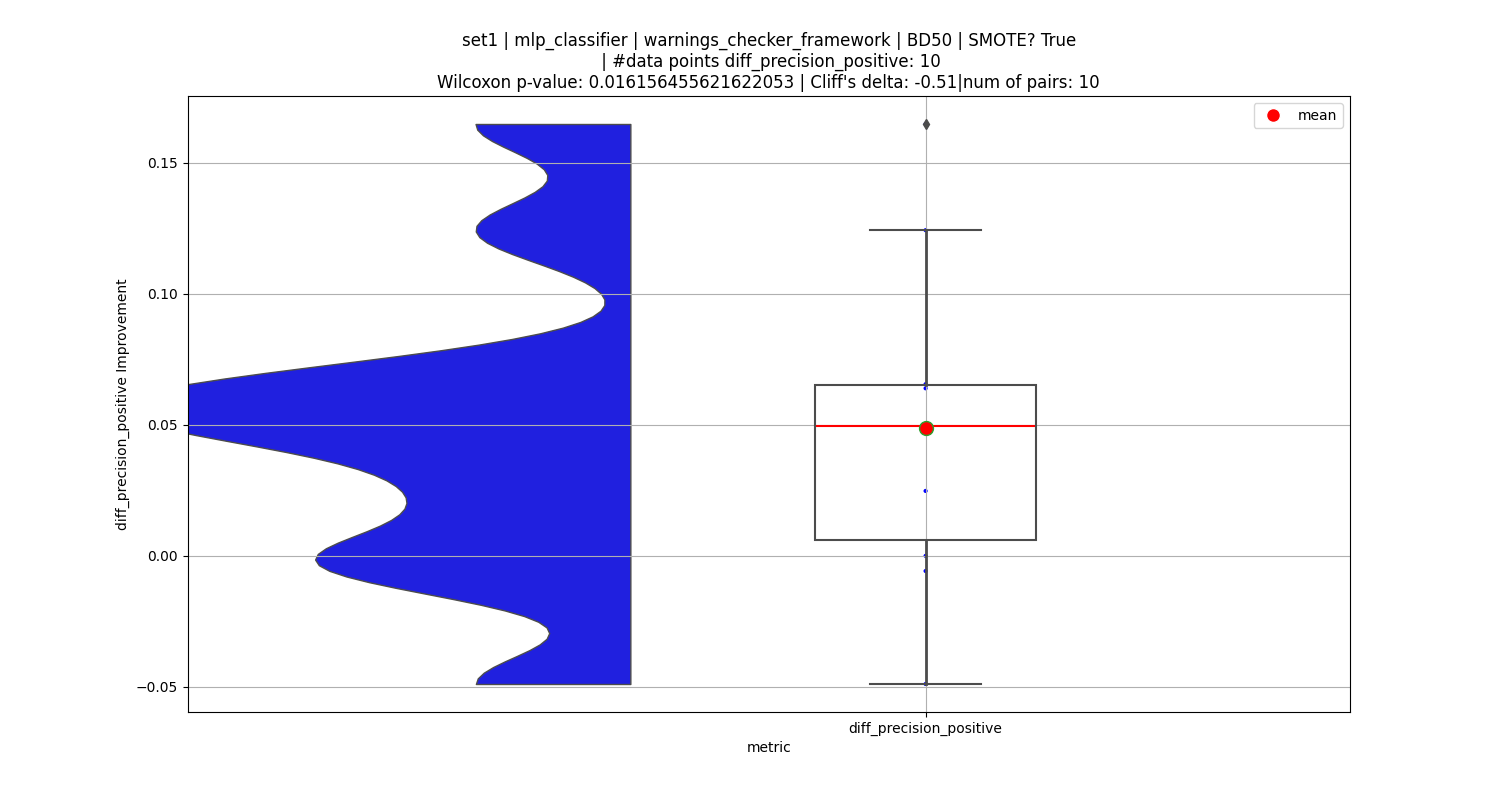 set1 | mlp_classifier | warnings_checker_framework | BD50 | SMOTE? True
| #data points diff_precision_positive: 10
Wilcoxon p-value: 0.016156455621622053 | Cliff's delta: -0.51|num of pairs: 10
mean
0.15
0.10
0.05
0.00
−0.05
diff_precision_positive Improvement
diff_precision_positive
metric